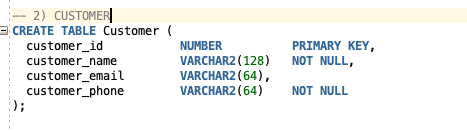 -- 2) CUSTOMER
CREATE TABLE Customer (
customer_id NUMBER PRIMARY KEY,
customer_name VARCHAR2(128) NOT NULL,
customer_email VARCHAR2(64),
customer_phone VARCHAR2(64) NOT NULL
);